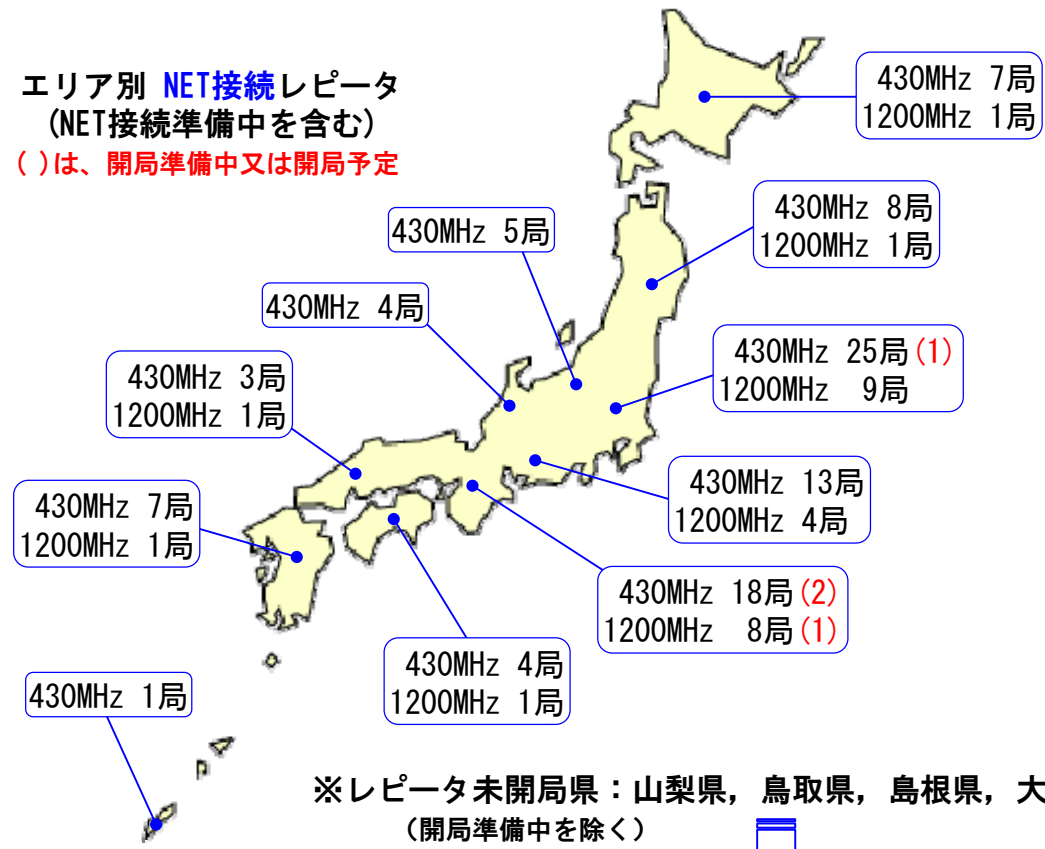 エリア別 NET接続レピータ
(NET接続準備中を含む)
( )は、開局準備中又は開局予定
430MHz 7局
1200MHz 1局
430MHz 8局
1200MHz 1局
430MHz 5局
430MHz 4局
430MHz 25局(1)
1200MHz 9局
430MHz 3局
1200MHz 1局
430MHz 13局
1200MHz 4局
430MHz 7局
1200MHz 1局
430MHz 18局(2)
1200MHz 8局(1)
430MHz 4局
1200MHz 1局
430MHz 1局
※レピータ未開局県：山梨県，鳥取県，島根県，大
(開局準備中を除く)